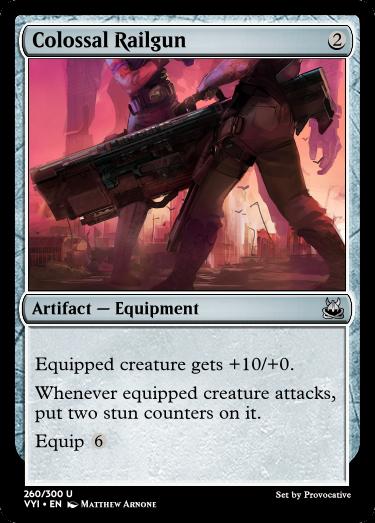 Colossal Railgun 2
Artifact — Equipment
Equipped creature gets +10/+0.
Whenever equipped creature attacks,
put two stun counters on it.
Equip 6
260/300 U
VYI • EN Matthew Arnone
Set by Provocative